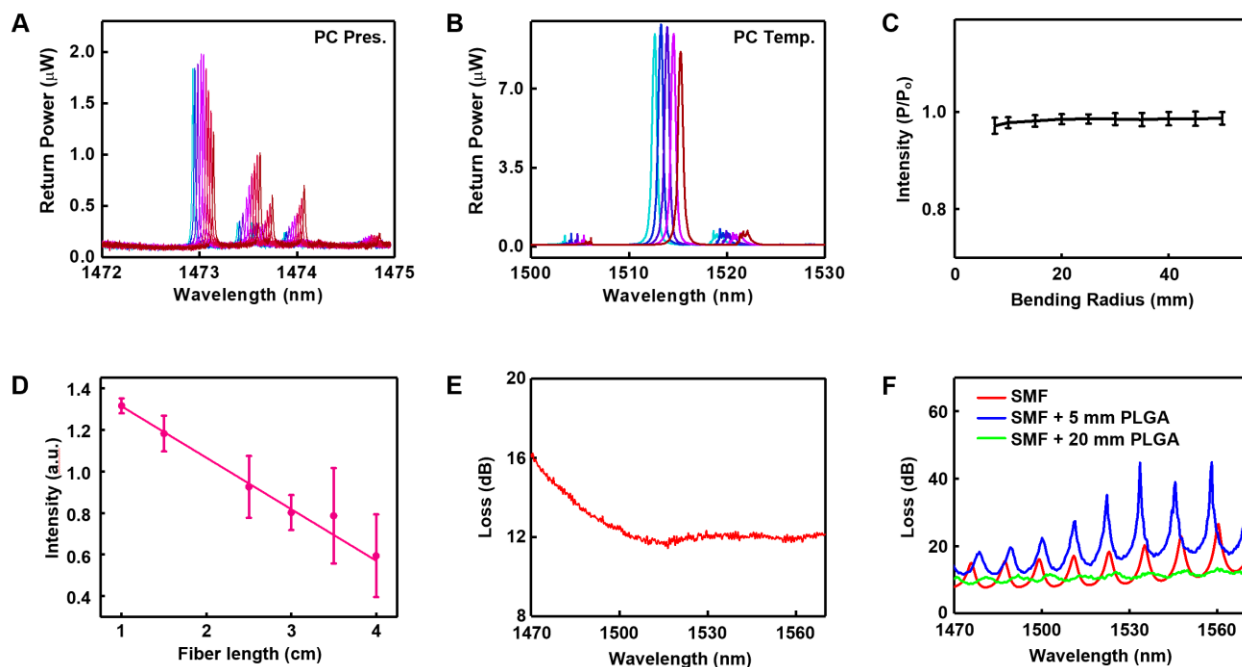 A
PC Pres.
Return Power (μW)
2.0
1.5
1.0
0.5
0.0
1472
1473
1474
1475
Wavelength (nm)
B
PC Temp.
Return Power (μW)
7.0
3.5
0.0
1500
1510
1520
1530
Wavelength (nm)
C
Intensity (P/Po)
1.0
0.8
0
20
40
Bending Radius (mm)
D
Intensity (a.u.)
1.4
1.2
1.0
0.8
0.6
0.4
1
2
3
4
Fiber length (cm)
E
Loss (dB)
20
16
12
8
1470
1500
1530
1560
Wavelength (nm)
F
SMF
SMF + 5 mm PLGA
SMF + 20 mm PLGA
Loss (dB)
60
40
20
0
1470
1500
1530
1560
Wavelength (nm)